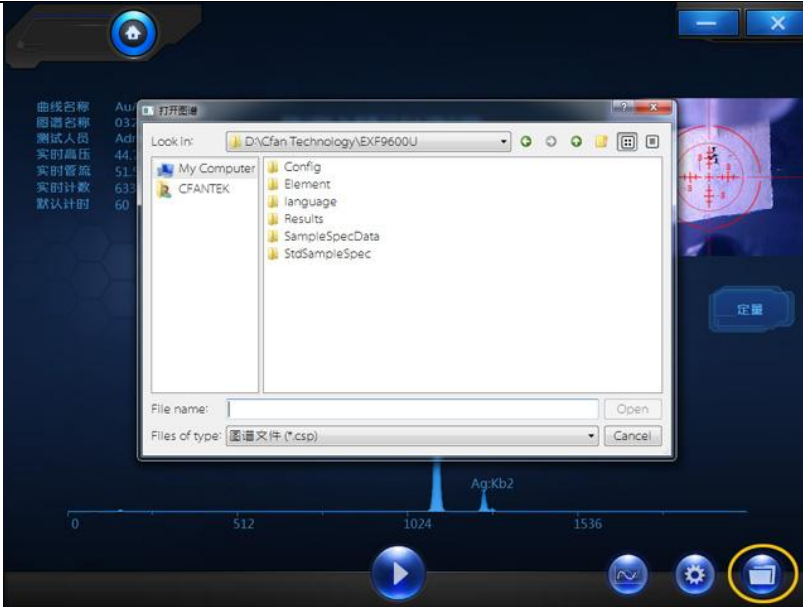 打开图谱
曲线名称 Au
图谱名称 032
测试人员 Adr
实时高压 44.
实时管流 51.
实时计数 633
默认计时 60
Look in: D:\Cfan Technology\EXF9600U
My Computer
CFANTEK
Config
Element
language
Results
SampleSpecData
StdSampleSpec
File name:
Open
Files of type: 图谱文件 (*.csp)
Cancel
定量
Ag:Kb2
0 512 1024 1536